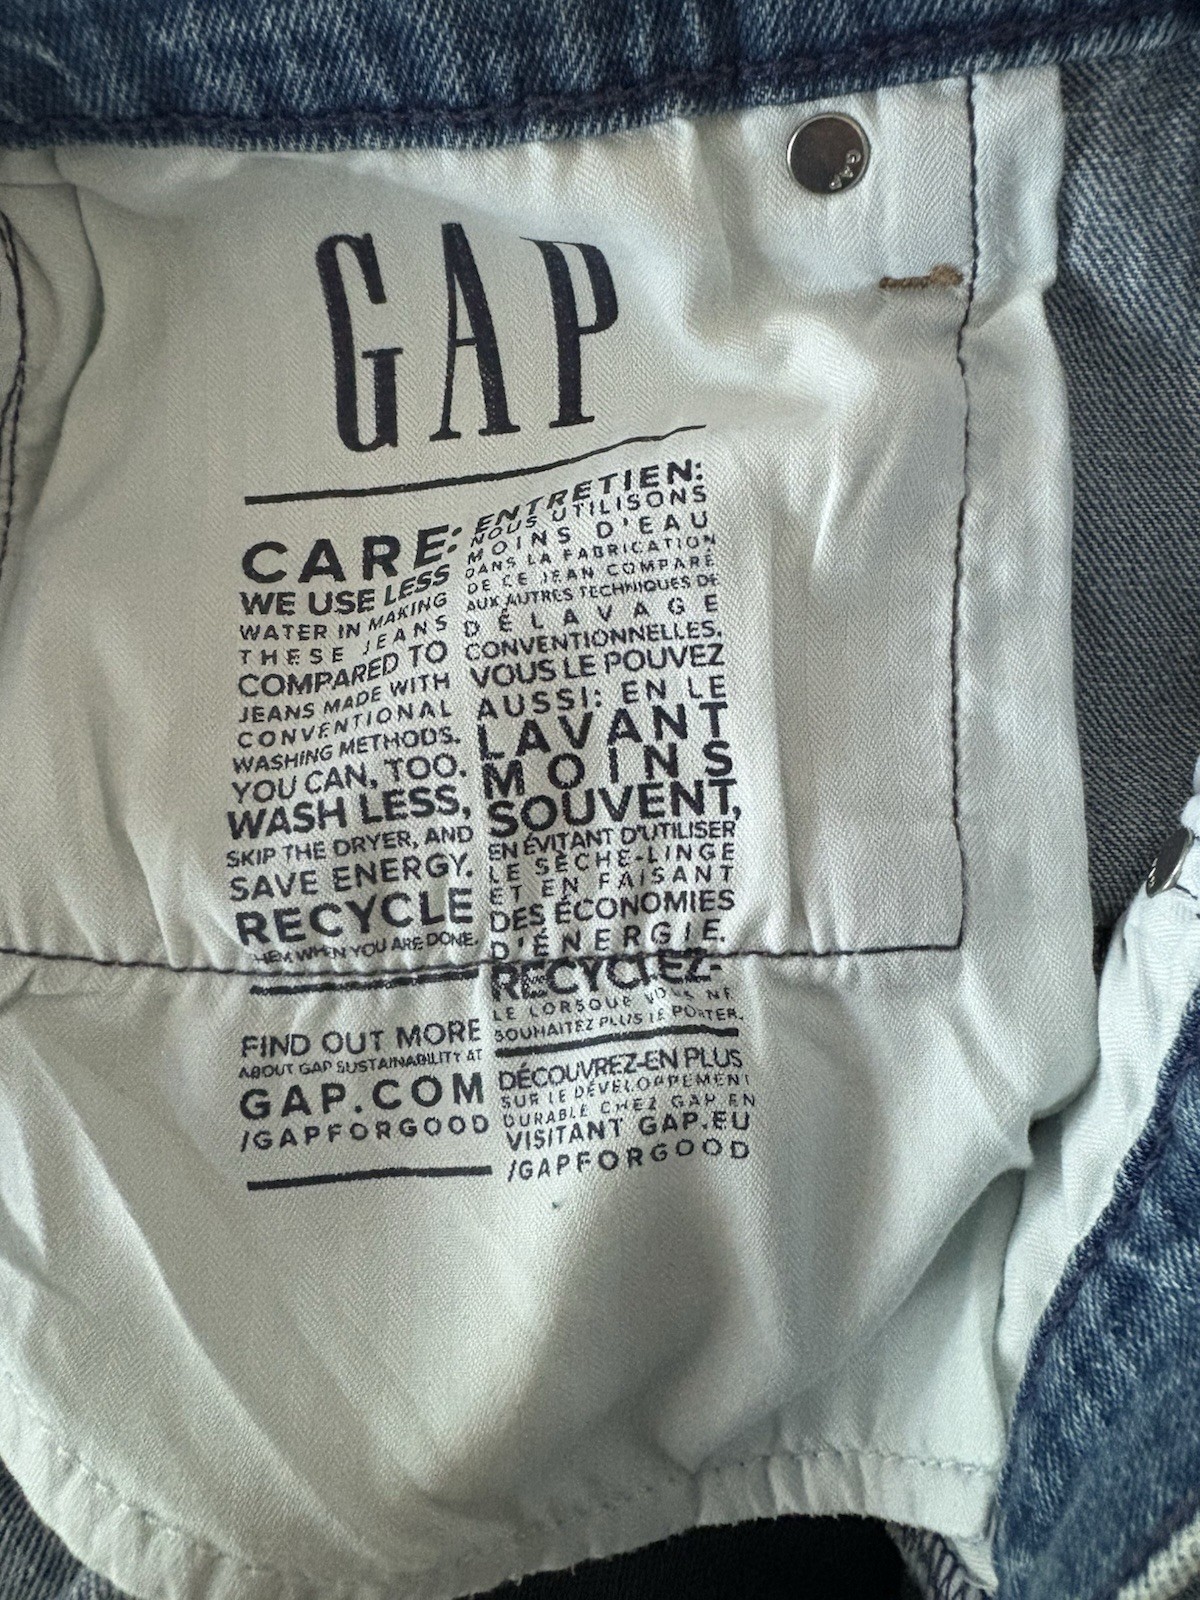 GAP
GAP
CARE:
WE USE LESS
WATER IN MAKING
THESE JEANS
COMPARED TO
JEANS MADE WITH
CONVENTIONAL
WASHING METHODS.
YOU CAN, TOO.
WASH LESS,
SKIP THE DRYER, AND
SAVE ENERGY.
RECYCLE
THEM WHEN YOU ARE DONE.
FIND OUT MORE
ABOUT GAP SUSTAINABILITY AT
GAP.COM
/GAPFORGOOD
ENTRETIEN:
NOUS UTILISONS
MOINS D'EAU
DANS LA FABRICATION
DE CE JEAN COMPARÉ
AUX AUTRES TECHNIQUES DE
DÉLAVAGE
CONVENTIONNELLES.
VOUS LE POUVEZ
AUSSI: EN LE
LAVANT
MOINS
SOUVENT,
EN ÉVITANT D'UTILISER
LE SÈCHE-LINGE
ET EN FAISANT
DES ÉCONOMIES
D'ÉNERGIE.
RECYCLEZ-
LE LORSQUE VOUS NE
SOUHAITEZ PLUS LE PORTER.
DÉCOUVREZ-EN PLUS
SUR LE DÉVELOPPEMENT
DURABLE CHEZ GAP EN
VISITANT GAP.EU
/GAPFORGOOD